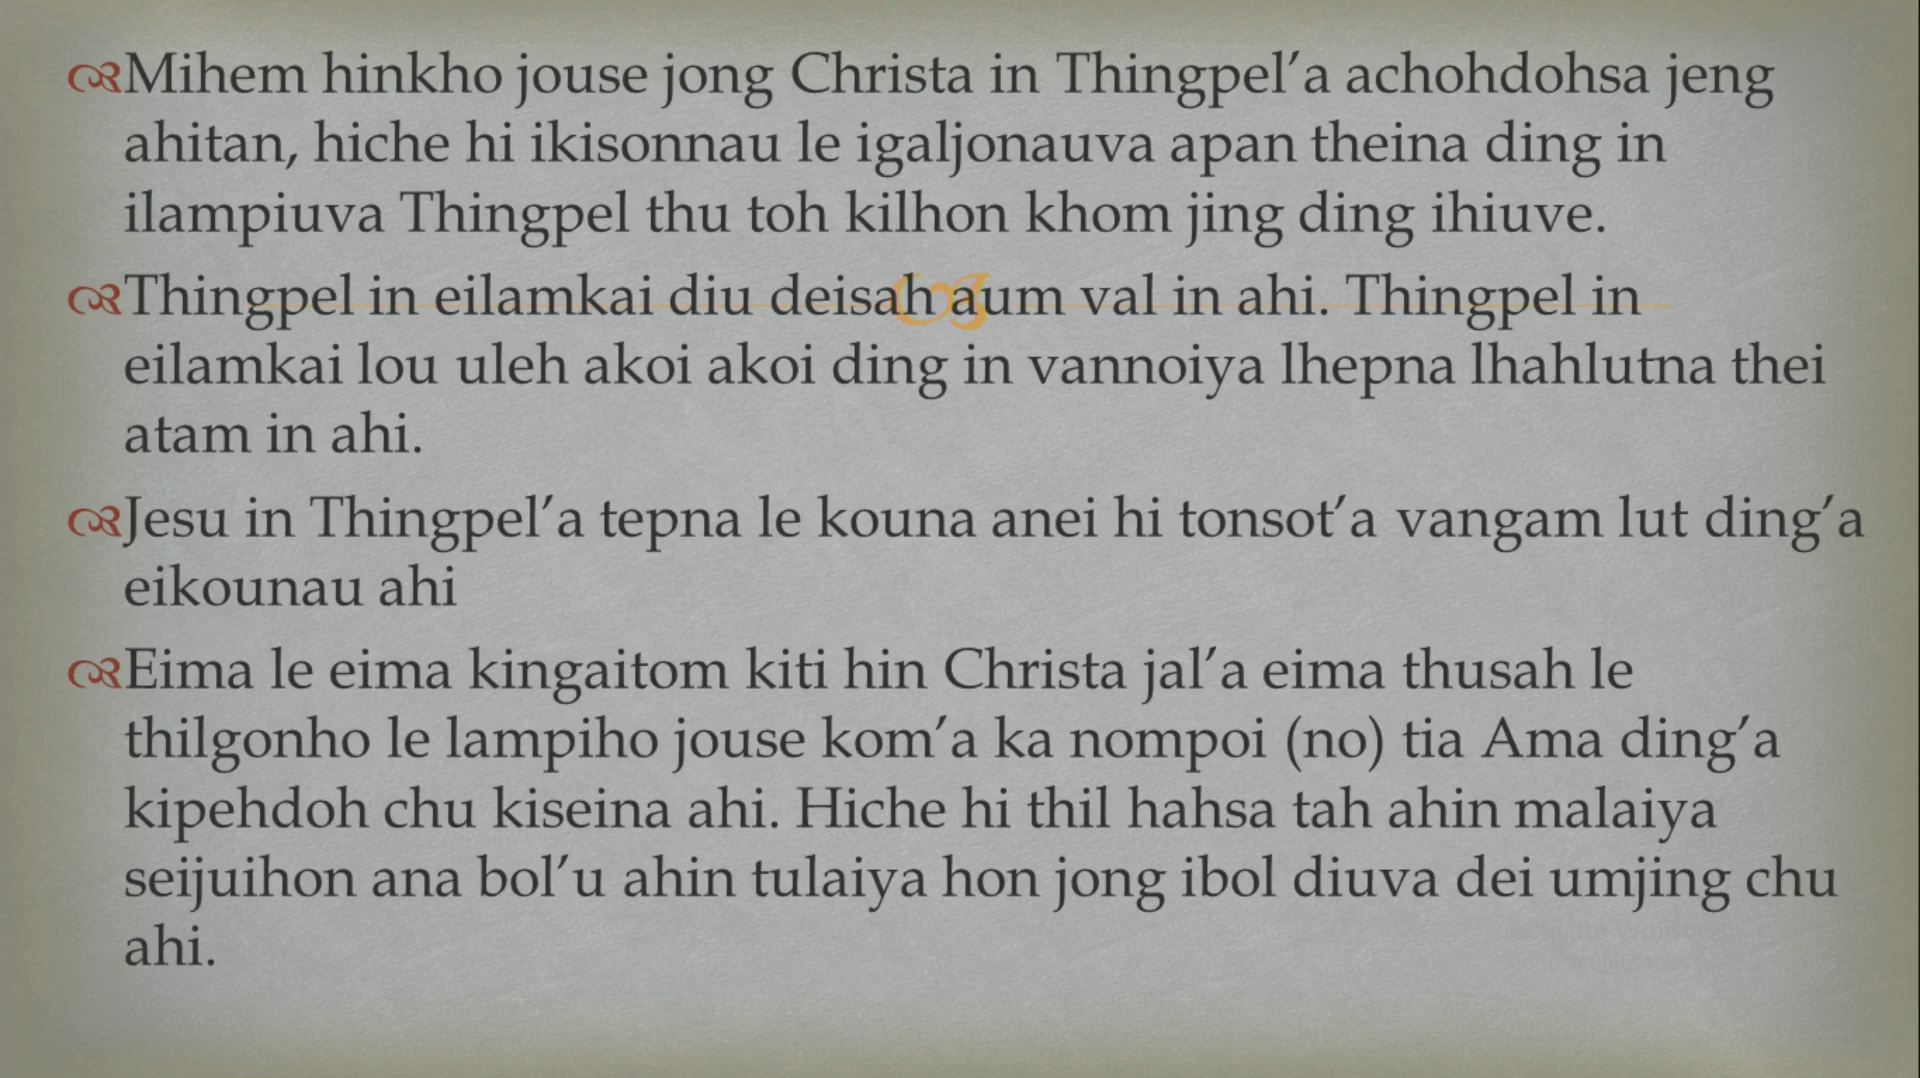 Mihem hinkho jouse jong Christa in Thingpel’a achohdohsa jeng
ahitan, hiche hi ikisonnau le igaljonauva apan theina ding in
ilampiuva Thingpel thu toh kilhon khom jing ding ihiuve.
Thingpel in eilamkai diu deisah aum val in ahi. Thingpel in
eilamkai lou uleh akoi akoi ding in vannoiya lhepna lhahlutna thei
atam in ahi.
Jesu in Thingpel’a tepna le kouna anei hi tonsot’a vangam lut ding’a
eikounau ahi
Eima le eima kingaitom kiti hin Christa jal’a eima thusah le
thilgonho le lampiho jouse kom’a ka nompoi (no) tia Ama ding’a
kipehdoh chu kiseina ahi. Hiche hi thil hahsa tah ahin malaiya
seijuihon ana bol’u ahin tulaiya hon jong ibol diuva dei umjing chu
ahi.